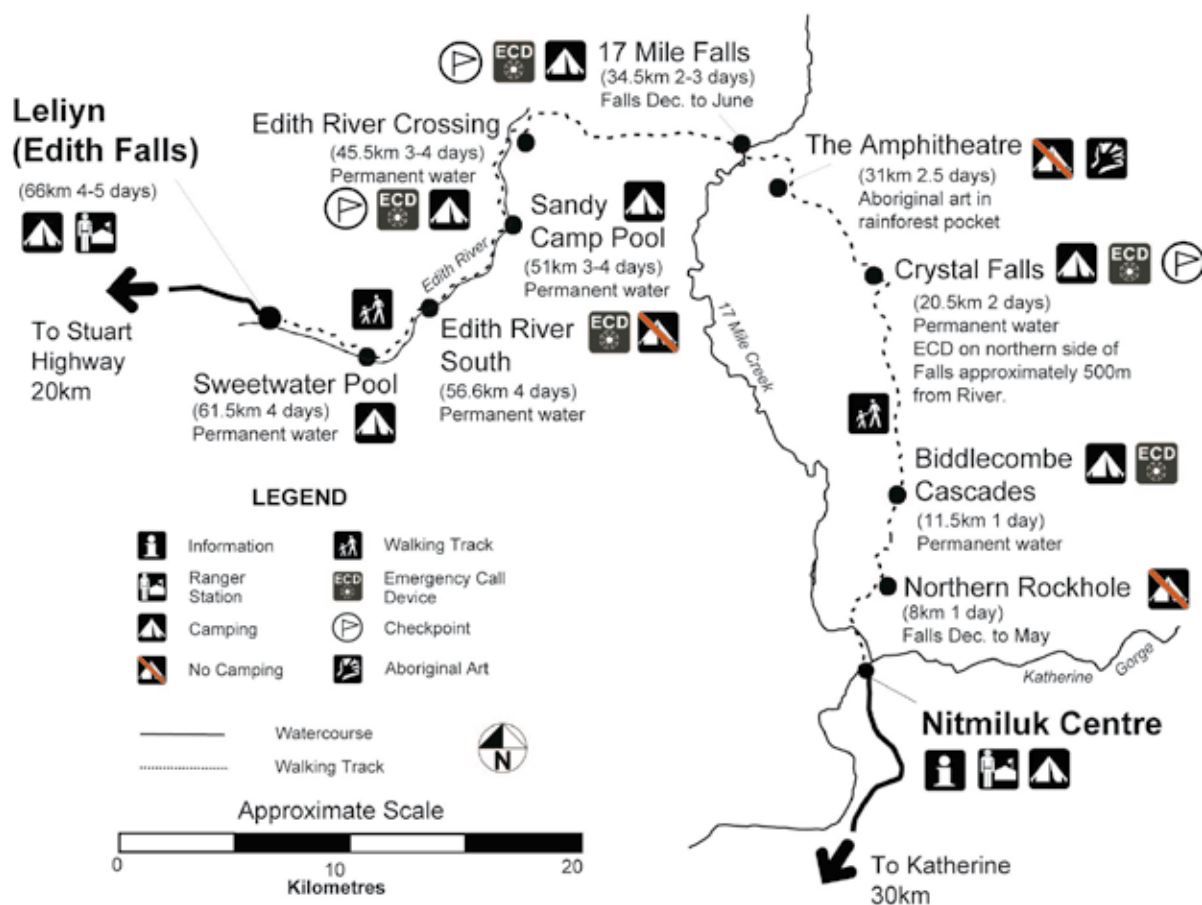 17 Mile Falls
(34.5km 2-3 days)
Falls Dec. to June
ECD
Leliyn
(Edith Falls)
(66km 4-5 days)
Edith River Crossing
(45.5km 3-4 days)
Permanent water
ECD
The Amphitheatre
(31km 2.5 days)
Aboriginal art in
rainforest pocket
Sandy
Camp Pool
(51km 3-4 days)
Permanent water
Edith River
Crystal Falls
ECD
(20.5km 2 days)
Permanent water
ECD on northern side of
Falls approximately 500m
from River.
To Stuart
Highway
20km
Edith River
South
ECD
(56.6km 4 days)
Permanent water
17 Mile Creek
Sweetwater Pool
(61.5km 4 days)
Permanent water
Biddlecombe
Cascades
ECD
(11.5km 1 day)
Permanent water
Northern Rockhole
(8km 1 day)
Falls Dec. to May
Katherine Gorge
Nitmiluk Centre
To Katherine
30km
LEGEND
Information
Walking Track
Ranger
Station
ECD
Emergency Call
Device
Camping
Checkpoint
No Camping
Aboriginal Art
Watercourse
Walking Track
N
Approximate Scale
0
10
20
Kilometres